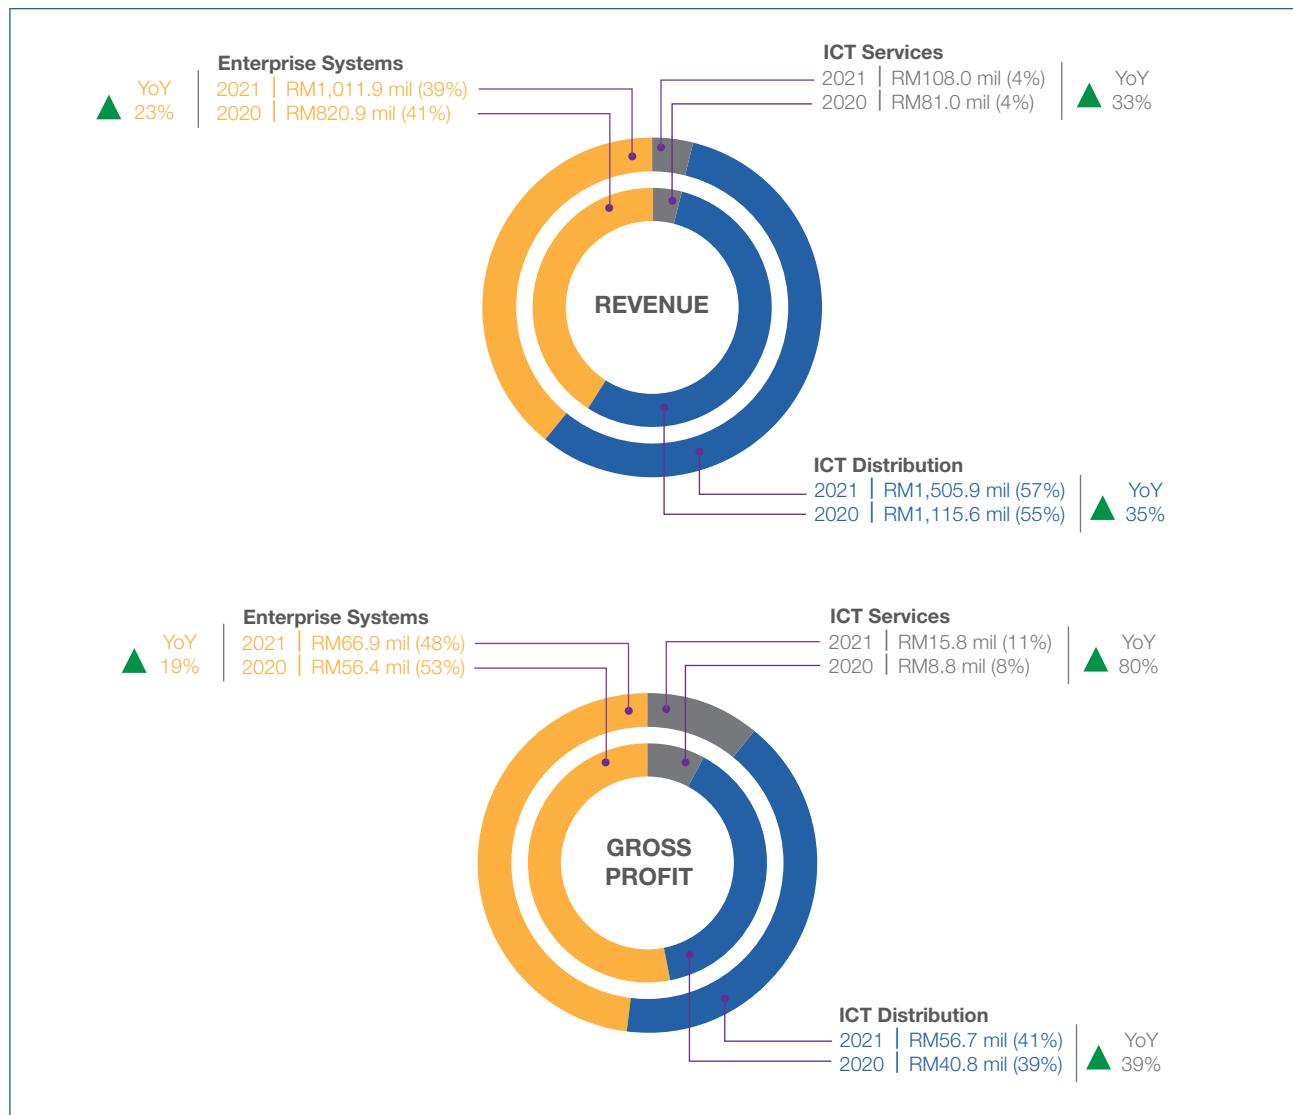 Enterprise Systems
2021 | RM1,011.9 mil (39%)
2020 | RM820.9 mil (41%)
YoY
23%
ICT Services
2021 | RM108.0 mil (4%)
2020 | RM81.0 mil (4%)
YoY
33%
REVENUE
ICT Distribution
2021 | RM1,505.9 mil (57%)
2020 | RM1,115.6 mil (55%)
YoY
35%
Enterprise Systems
2021 | RM66.9 mil (48%)
2020 | RM56.4 mil (53%)
YoY
19%
ICT Services
2021 | RM15.8 mil (11%)
2020 | RM8.8 mil (8%)
YoY
80%
GROSS
PROFIT
ICT Distribution
2021 | RM56.7 mil (41%)
2020 | RM40.8 mil (39%)
YoY
39%